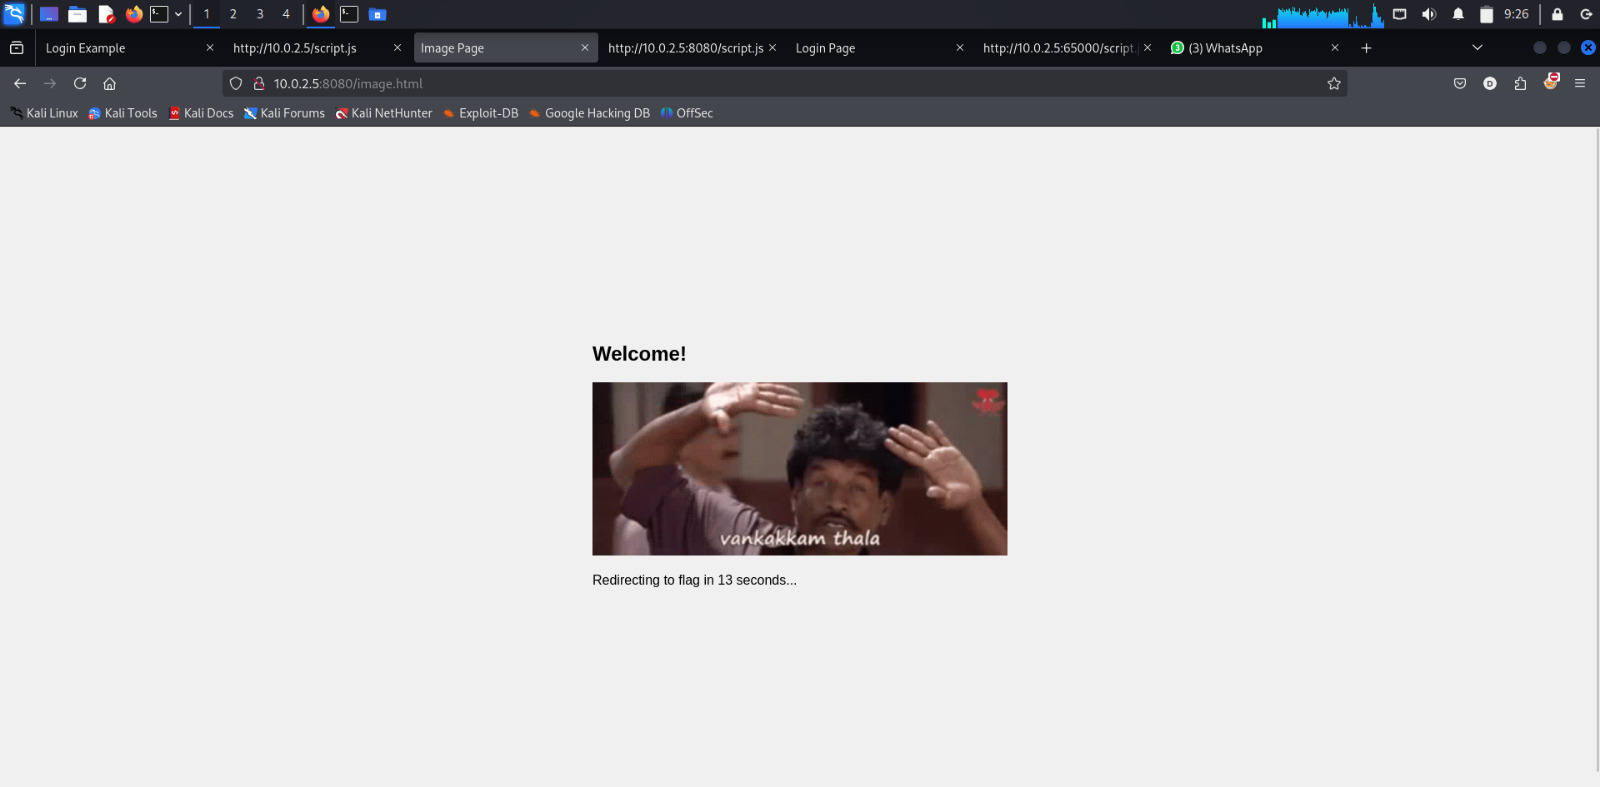 1 2 3 4 9:26
Login Example http://10.0.2.5/script.js Image Page http://10.0.2.5:8080/script.js Login Page http://10.0.2.5:65000/script. 3 (3) WhatsApp
10.0.2.5:8080/image.html
Kali Linux Kali Tools Kali Docs Kali Forums Kali NetHunter Exploit-DB Google Hacking DB OffSec
Welcome!
vankakkam thala
Redirecting to flag in 13 seconds...